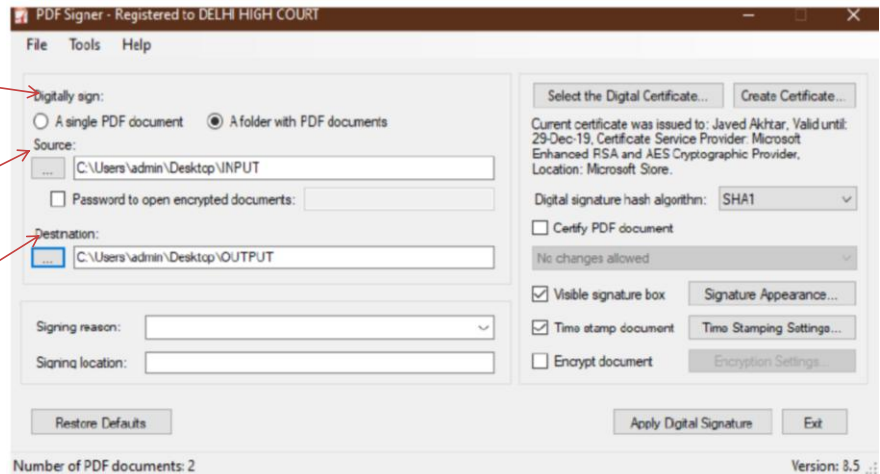 PDF Signer - Registered to DELHI HIGH COURT
File Tools Help
Digitally sign:
A single PDF document A folder with PDF documents
Source:
... C:\Users\admin\Desktop\INPUT
Password to open encrypted documents:
Destination:
... C:\Users\admin\Desktop\OUTPUT
Signing reason:
Signing location:
Select the Digital Certificate... Create Certificate...
Current certificate was issued to: Javed Akhtar, Valid until:
29-Dec-19, Certificate Service Provider: Microsoft
Enhanced RSA and AES Cryptographic Provider,
Location: Microsoft Store.
Digital signature hash algorithm: SHA1
Certify PDF document
No changes allowed
Visible signature box Signature Appearance...
Time stamp document Time Stamping Settings...
Encrypt document Encryption Settings...
Restore Defaults Apply Digital Signature Exit
Number of PDF documents: 2 Version: 8.5